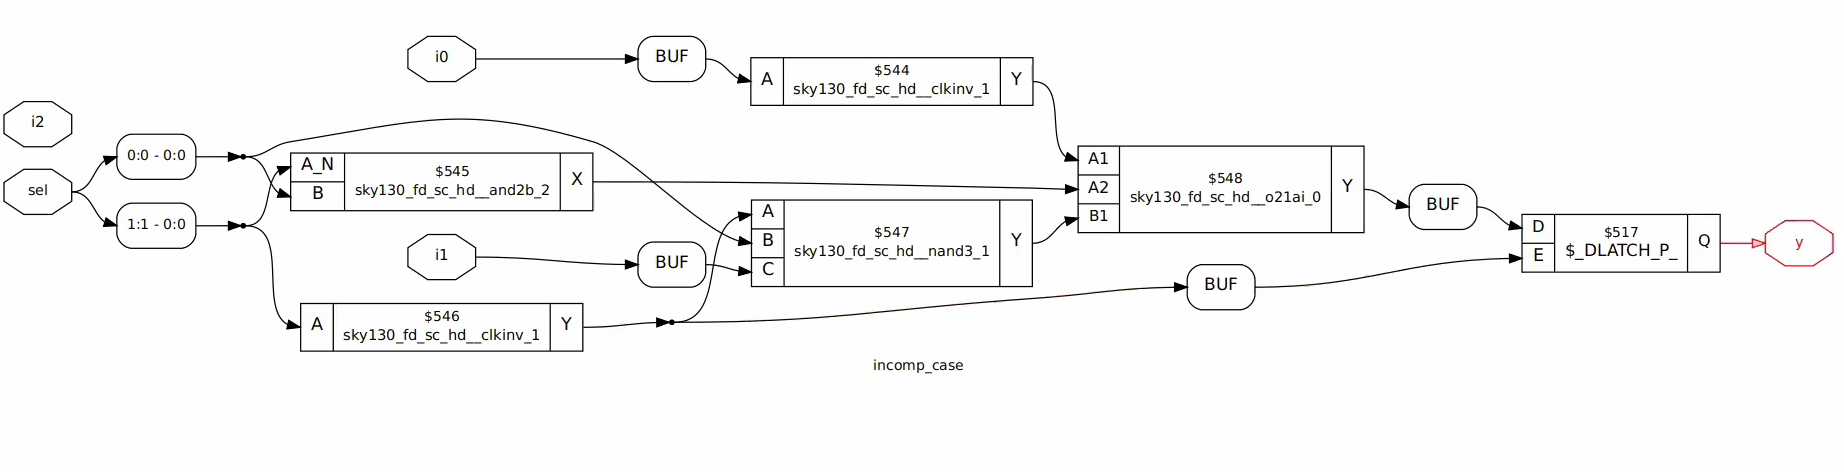 i0
BUF
A
$544
sky130_fd_sc_hd__clkinv_1
Y
i2
sel
0:0 - 0:0
1:1 - 0:0
A_N
B
$545
sky130_fd_sc_hd__and2b_2
X
i1
BUF
A
B
C
$547
sky130_fd_sc_hd__nand3_1
Y
A
$546
sky130_fd_sc_hd__clkinv_1
Y
A1
A2
B1
$548
sky130_fd_sc_hd__o21ai_0
Y
BUF
BUF
D
E
$517
$_DLATCH_P_
Q
y
incomp_case